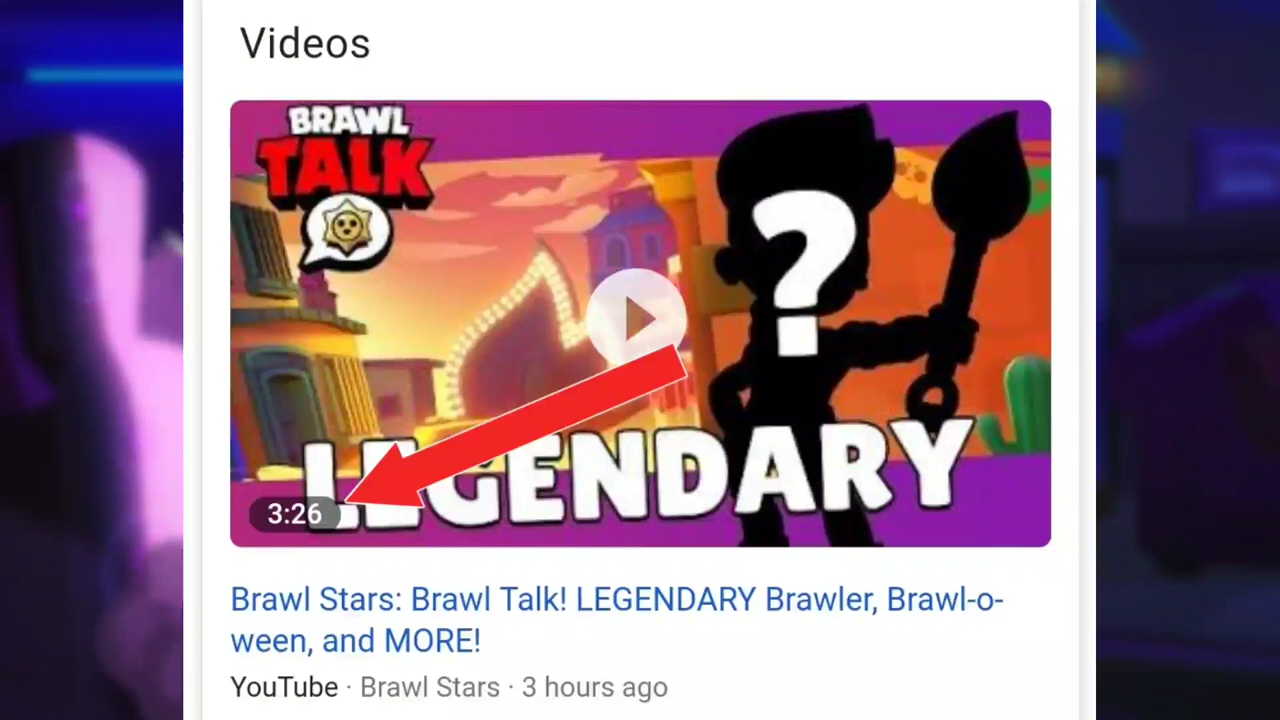 Videos
BRAWL
TALK
?
LEGENDARY
3:26
Brawl Stars: Brawl Talk! LEGENDARY Brawler, Brawl-o-
ween, and MORE!
YouTube · Brawl Stars · 3 hours ago